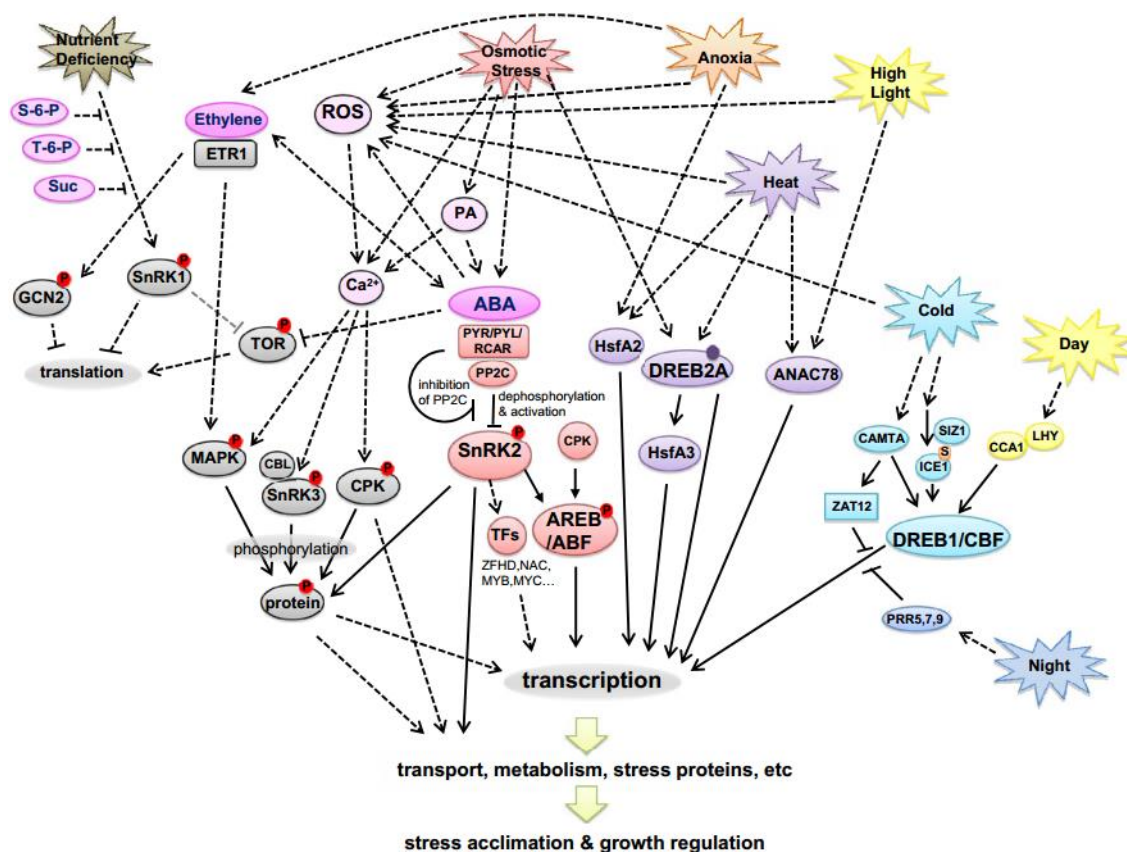 Nutrient
Deficiency
Osmotic
Stress
Anoxia
High
Light
S-6-P
T-6-P
Suc
Ethylene
ETR1
ROS
Heat
PA
GCN2
P
SnRK1
P
Ca2+
ABA
Cold
Day
TOR
P
PYR/PYL/
RCAR
PP2C
HsfA2
DREB2A
ANAC78
translation
inhibition
of PP2C
dephosphorylation
& activation
MAPK
P
CBL
SnRK3
P
CPK
P
SnRK2
P
CPK
HsfA3
CAMTA
SIZ1
S
ICE1
CCA1
LHY
ZAT12
TFs
AREB
/ABF
P
DREB1/CBF
phosphorylation
ZFHD,NAC,
MYB,MYC...
protein
P
PRR5,7,9
Night
transcription
transport, metabolism, stress proteins, etc
stress acclimation & growth regulation